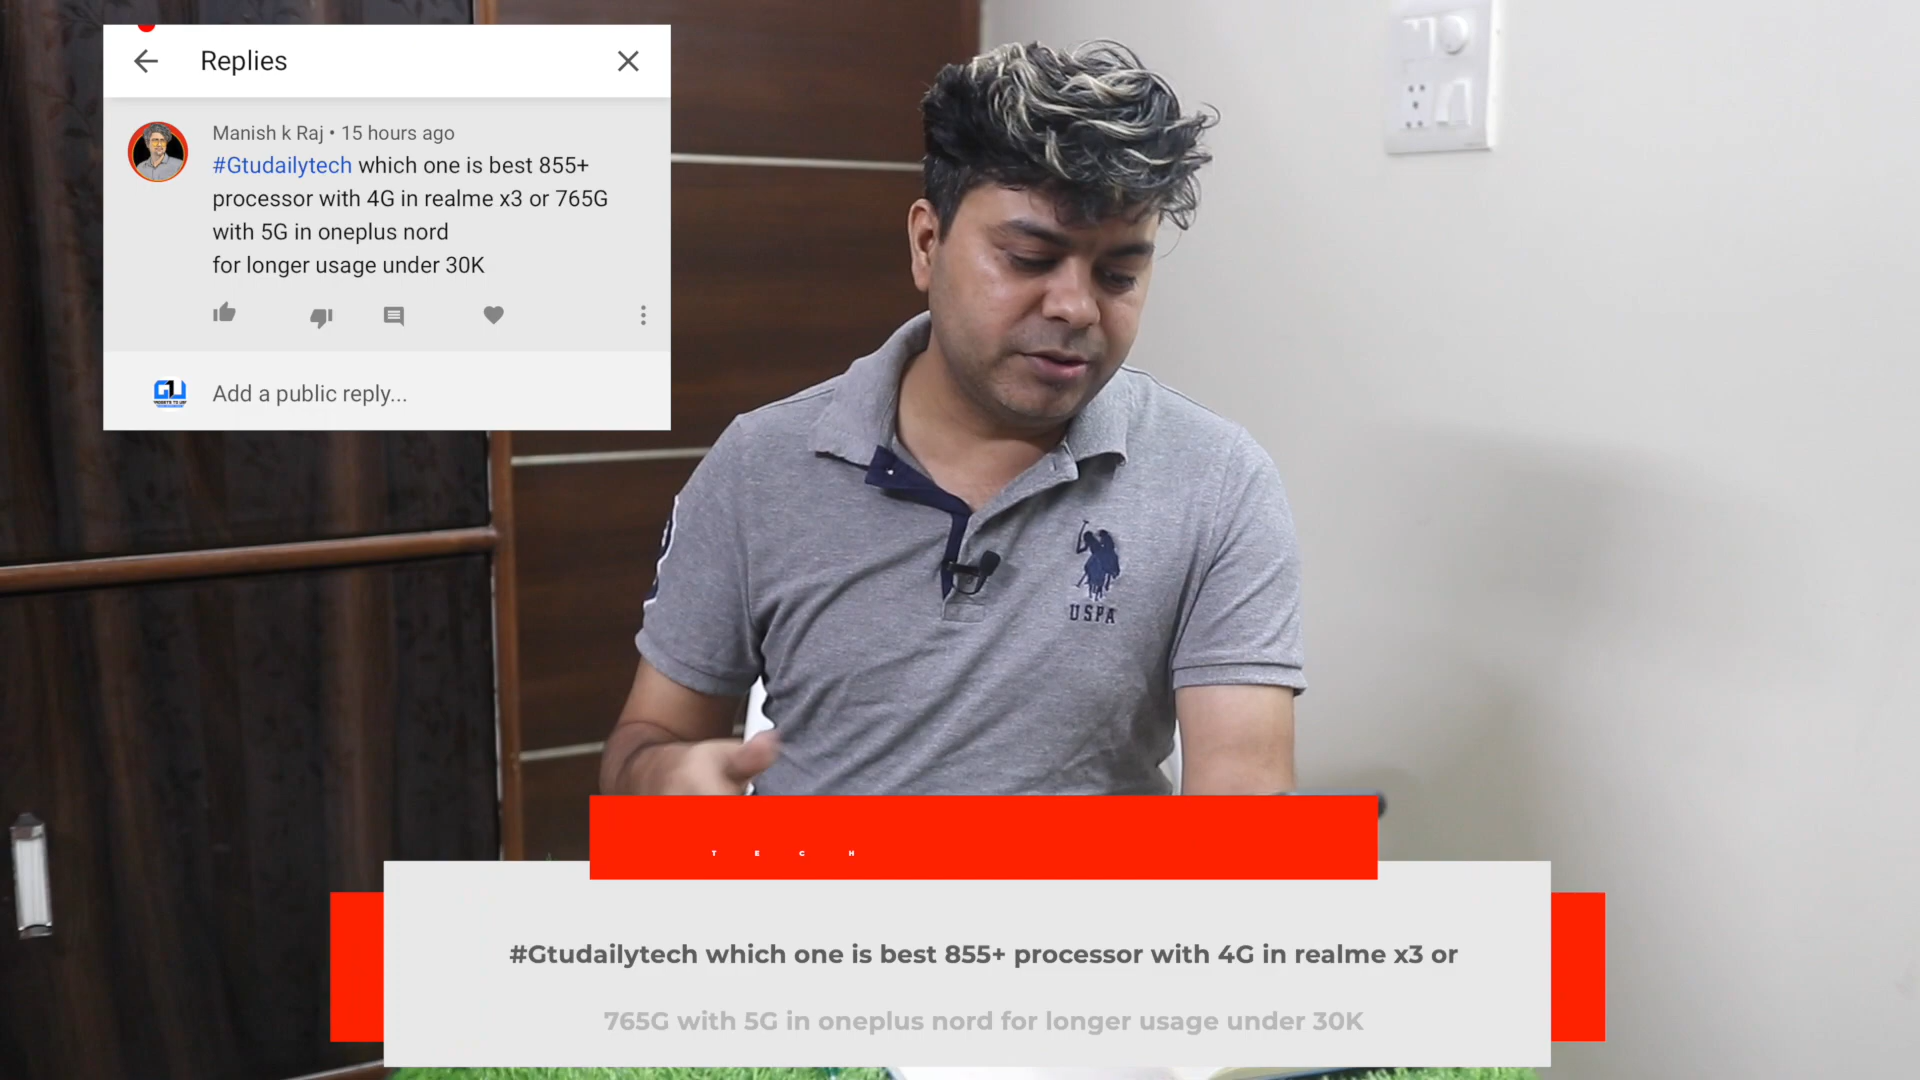 Replies
Manish k Raj • 15 hours ago
#Gtudailytech which one is best 855+
processor with 4G in realme x3 or 765G
with 5G in oneplus nord
for longer usage under 30K
GU
Add a public reply...
USPA
TECH
#Gtudailytech which one is best 855+ processor with 4G in realme x3 or
765G with 5G in oneplus nord for longer usage under 30K